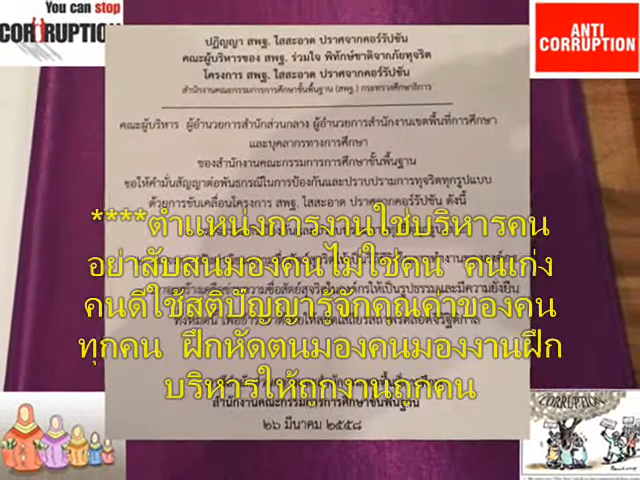 You can stop
CORRUPTION
ANTI
CORRUPTION
ปฏิญญา สพฐ. ใสสะอาด ปราศจากคอร์รัปชัน
คณะผู้บริหารของ สพฐ. ร่วมใจ พิทักษ์ชาติจากภัยทุจริต
โครงการ สพฐ. ใสสะอาด ปราศจากคอร์รัปชัน
สำนักงานคณะกรรมการการศึกษาขั้นพื้นฐาน (สพฐ.) กระทรวงศึกษาธิการ
คณะผู้บริหาร ผู้อำนวยการสำนักส่วนกลาง ผู้อำนวยการสำนักงานเขตพื้นที่การศึกษา
และบุคลากรทางการศึกษา
ของสำนักงานคณะกรรมการการศึกษาขั้นพื้นฐาน
ขอให้คำมั่นสัญญาต่อพันธกรณีในการป้องกันและปราบปรามการทุจริตทุกรูปแบบ
ด้วยการขับเคลื่อนโครงการ สพฐ. ใสสะอาด ปราศจากคอร์รัปชัน ดังนี้
****ตำแหน่งการงานใช่บริหารคน
อย่าสับสนมองคนไม่ใช่คน คนเก่ง
คนดีใช้สติปัญญารู้จักคุณค่าของคน
ทุกคน ฝึกหัดตนมองคนมองงานฝึก
บริหารให้ถูกงานถูกคน
สำนักงานคณะกรรมการการศึกษาขั้นพื้นฐาน
๒๖ มีนาคม ๒๕๕๘
CORRUPTION